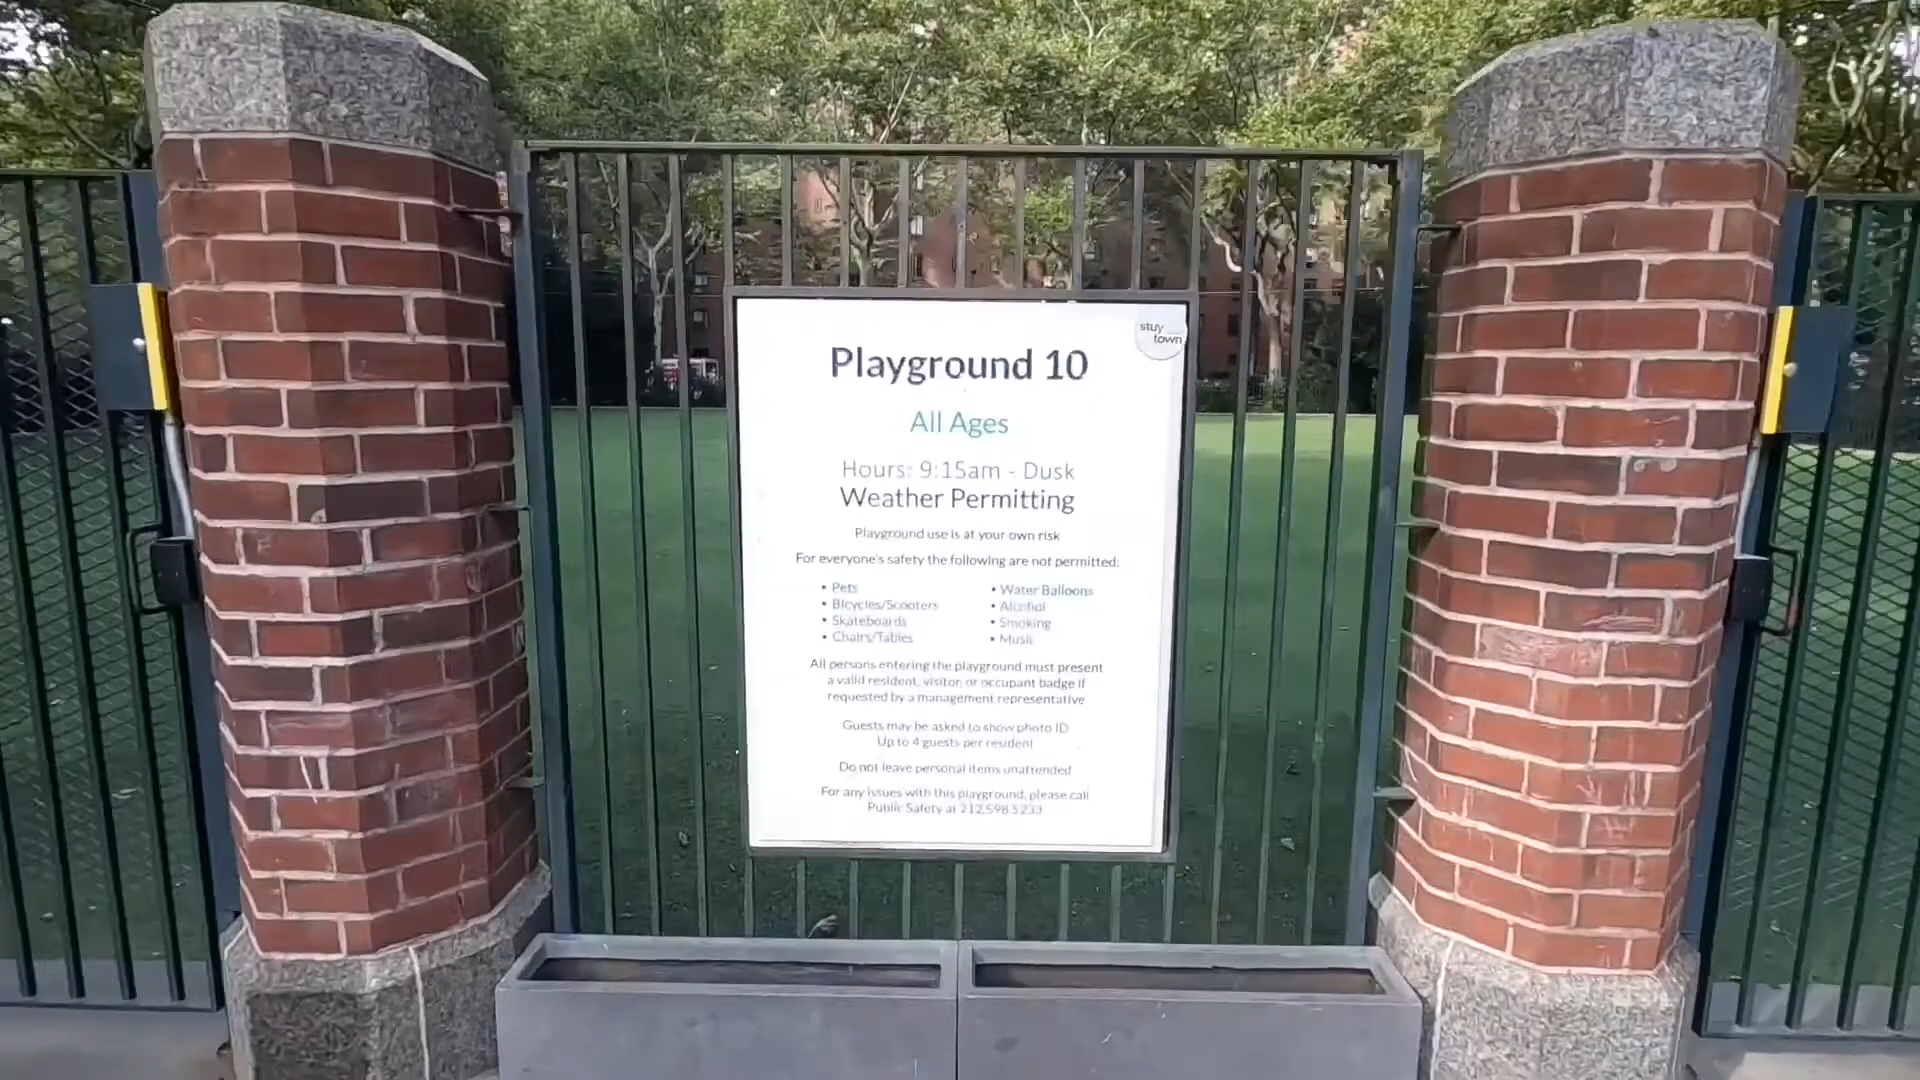 stuy
town
Playground 10
All Ages
Hours: 9:15am - Dusk
Weather Permitting
Playground use is at your own risk
For everyone's safety the following are not permitted:
• Pets
• Bicycles/Scooters
• Skateboards
• Chairs/Tables
• Water Balloons
• Alcohol
• Smoking
• Music
All persons entering the playground must present
a valid resident, visitor, or occupant badge if
requested by a management representative
Guests may be asked to show photo ID
Up to 4 guests per resident
Do not leave personal items unattended
For any issues with this playground, please call
Public Safety at 212.598.5233